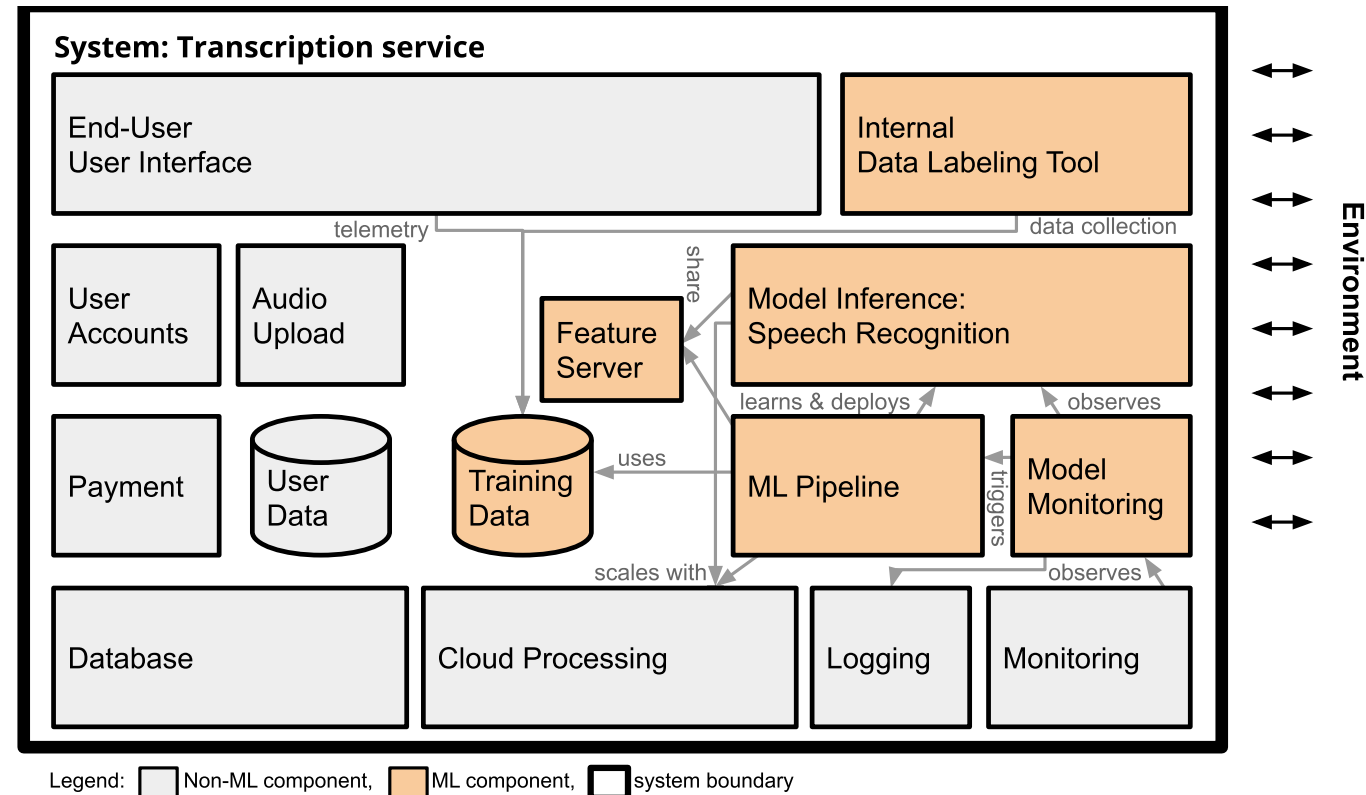 System: Transcription service
End-User
User Interface
Internal
Data Labeling Tool
telemetry
data collection
User
Accounts
Audio
Upload
share
Feature
Server
Model Inference:
Speech Recognition
Environment
learns & deploys
observes
Payment
User
Data
Training
Data
uses
ML Pipeline
triggers
Model
Monitoring
scales with
observes
Database
Cloud Processing
Logging
Monitoring
Legend: Non-ML component, ML component, system boundary